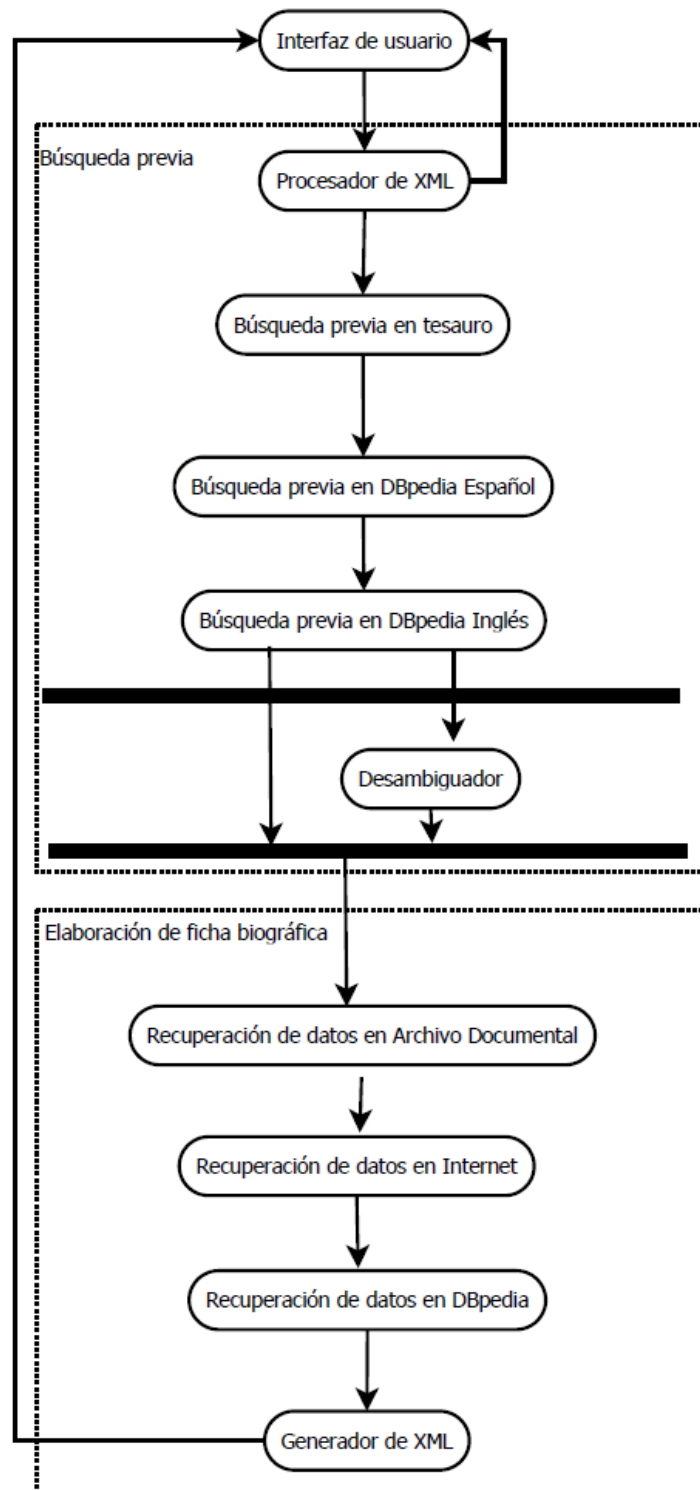 Interfaz de usuario
Búsqueda previa
Procesador de XML
Búsqueda previa en tesauro
Búsqueda previa en DBpedia Español
Búsqueda previa en DBpedia Inglés
Desambiguador
Elaboración de ficha biográfica
Recuperación de datos en Archivo Documental
Recuperación de datos en Internet
Recuperación de datos en DBpedia
Generador de XML